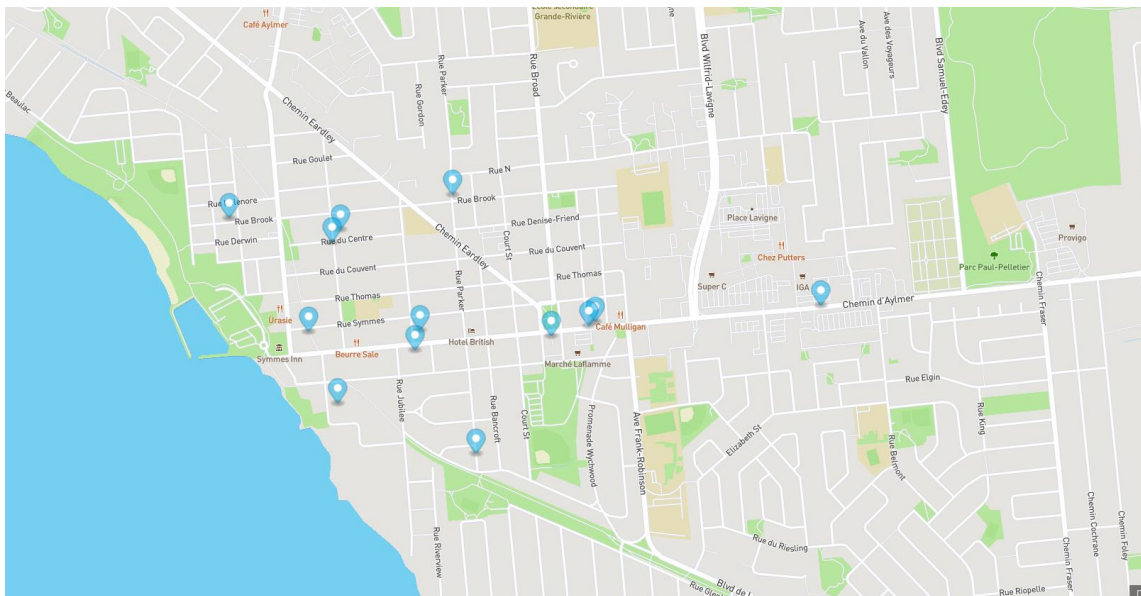 École secondaire
Grande-Rivière
Café Aylmer
Rue Parker
Rue Gordon
Rue Broad
Blvd Wilfrid-Lavigne
Ave du Vallon
Ave des Voyageurs
Blvd Samuel-Edey
Beaulac
Chemin Eardley
Rue Goulet
Rue N
Rue Brook
Rue Brook
Rue Derwin
Rue du Centre
Rue Denise-Friend
Place Lavigne
Court St
Chemin Eardley
Rue du Couvent
Rue du Couvent
Chez Putters
Provigo
Parc Paul-Pelletier
Rue Thomas
Super C
IGA
Rue Parker
Rue Thomas
Chemin d'Aylmer
Chemin Fraser
Urasie
Rue Symmes
Café Mulligan
Hotel British
Symmes Inn
Beurre Sale
Marché Laflamme
Rue Elgin
Rue Jubilee
Rue Bancroft
Court St
Promenade Wychwood
Ave Frank-Robinson
Elizabeth St
Rue Belmont
Rue King
Rue Riverview
Rue du Riesling
Chemin Fraser
Chemin Cochrane
Chemin Foley
Blvd de
Rue Riopelle